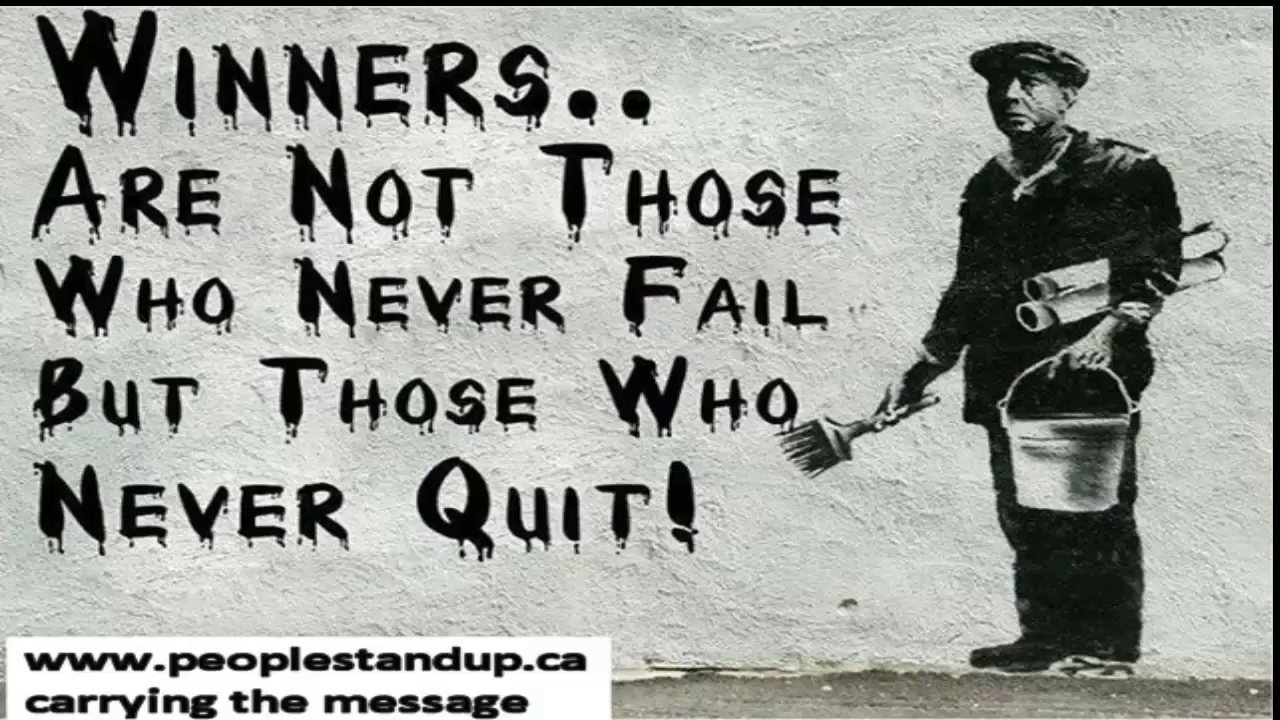 WINNERS..
ARE NOT THOSE
WHO NEVER FAIL
BUT THOSE WHO
NEVER QUIT!
www.peoplestandup.ca
carrying the message